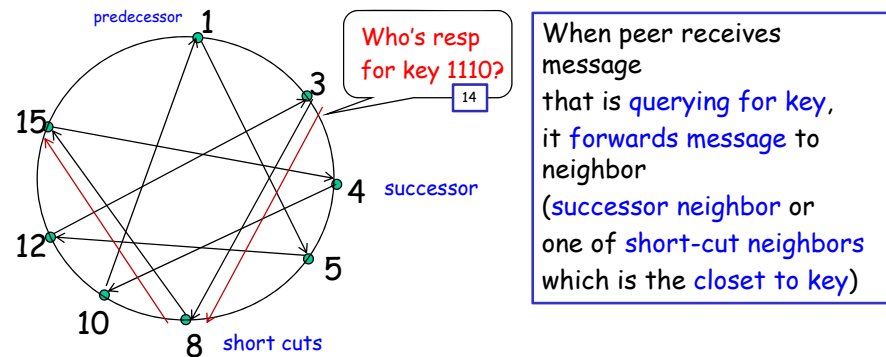 predecessor
1
Who's resp
for key 1110?
14
3
15
4
successor
12
5
10
8
short cuts
When peer receives
message
that is querying for key,
it forwards message to
neighbor
(successor neighbor or
one of short-cut neighbors
which is the closet to key)